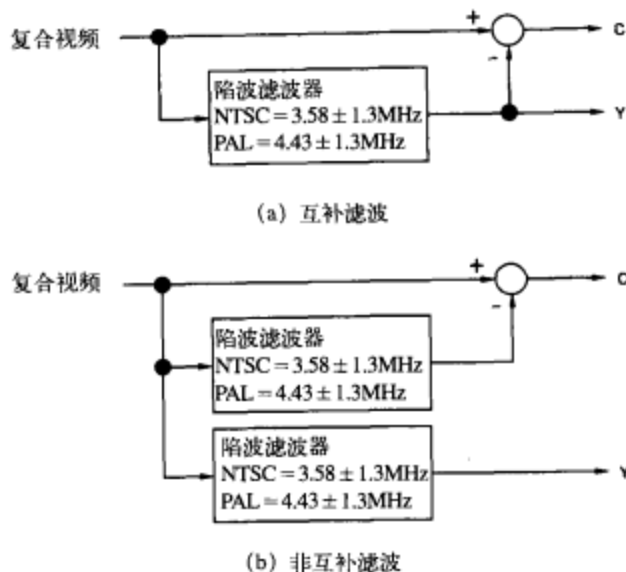 复合视频
+
C
-
陷波滤波器
NTSC=3.58±1.3MHz
PAL=4.43±1.3MHz
Y
(a) 互补滤波
复合视频
+
C
-
陷波滤波器
NTSC=3.58±1.3MHz
PAL=4.43±1.3MHz
陷波滤波器
NTSC=3.58±1.3MHz
PAL=4.43±1.3MHz
Y
(b) 非互补滤波